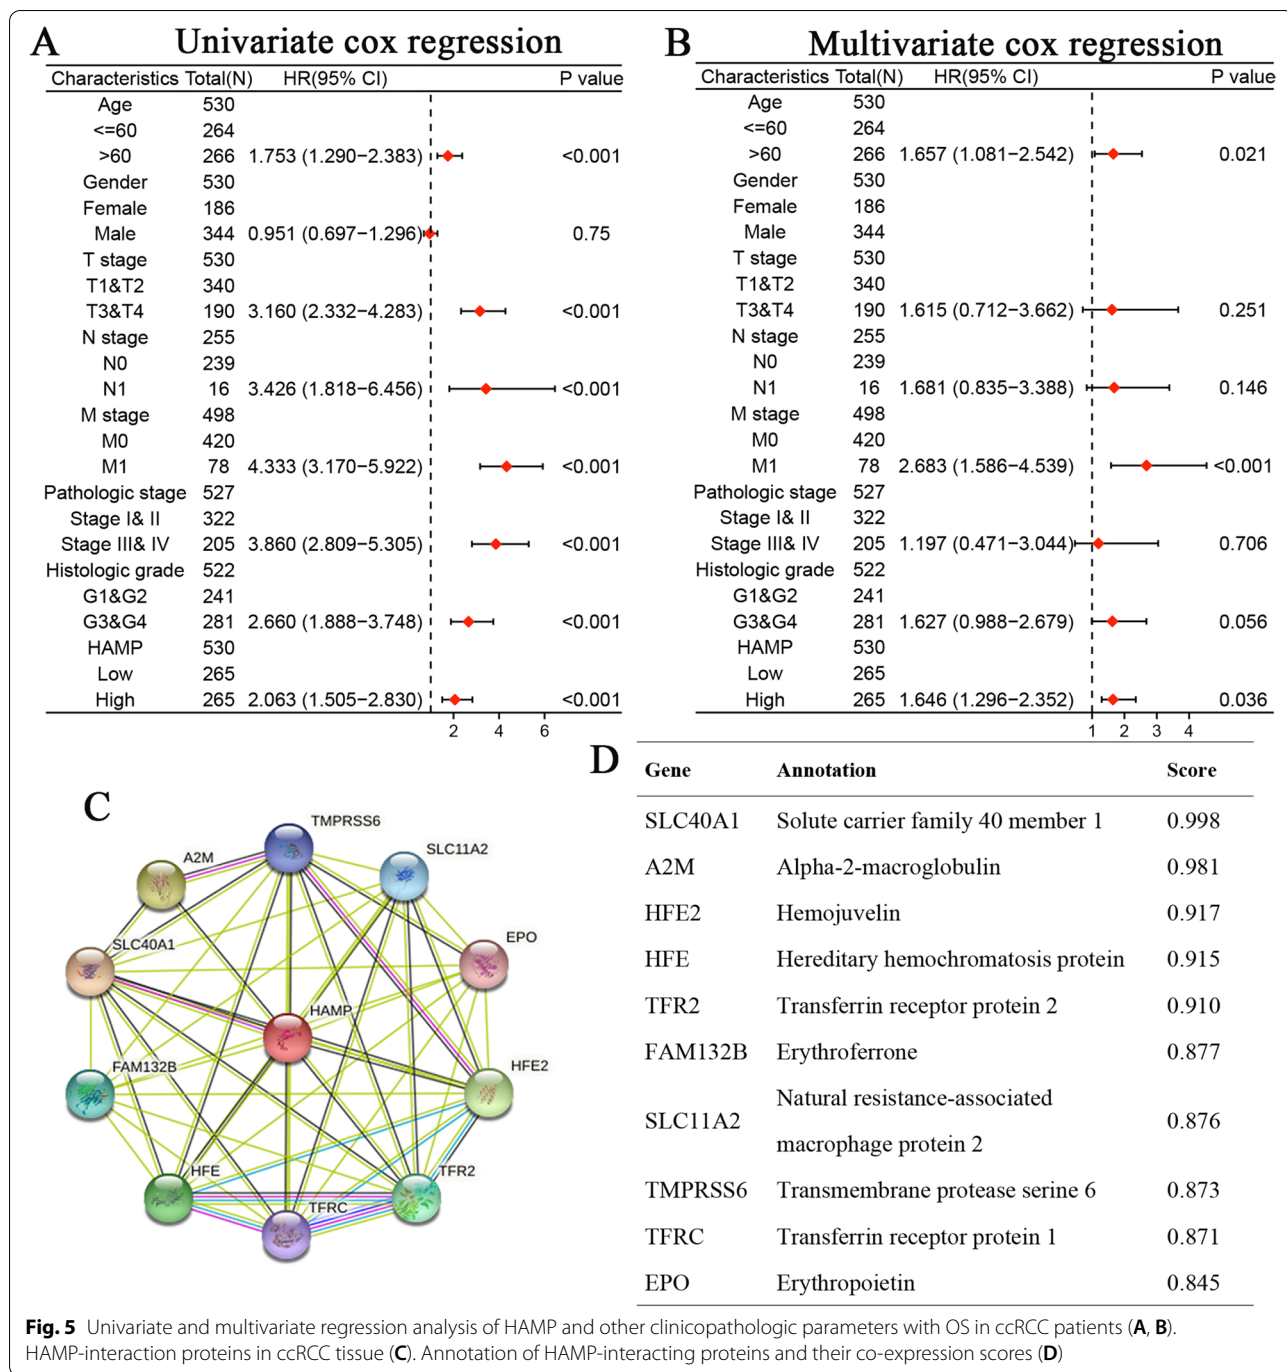 A Univariate cox regression
Characteristics Total(N) HR(95% CI) P value
Age 530
<=60 264
>60 266 1.753 (1.290−2.383) <0.001
Gender 530
Female 186
Male 344 0.951 (0.697−1.296) 0.75
T stage 530
T1&T2 340
T3&T4 190 3.160 (2.332−4.283) <0.001
N stage 255
N0 239
N1 16 3.426 (1.818−6.456) <0.001
M stage 498
M0 420
M1 78 4.333 (3.170−5.922) <0.001
Pathologic stage 527
Stage I& II 322
Stage III& IV 205 3.860 (2.809−5.305) <0.001
Histologic grade 522
G1&G2 241
G3&G4 281 2.660 (1.888−3.748) <0.001
HAMP 530
Low 265
High 265 2.063 (1.505−2.830) <0.001
2 4 6
B Multivariate cox regression
Characteristics Total(N) HR(95% CI) P value
Age 530
<=60 264
>60 266 1.657 (1.081−2.542) 0.021
Gender 530
Female 186
Male 344
T stage 530
T1&T2 340
T3&T4 190 1.615 (0.712−3.662) 0.251
N stage 255
N0 239
N1 16 1.681 (0.835−3.388) 0.146
M stage 498
M0 420
M1 78 2.683 (1.586−4.539) <0.001
Pathologic stage 527
Stage I& II 322
Stage III& IV 205 1.197 (0.471−3.044) 0.706
Histologic grade 522
G1&G2 241
G3&G4 281 1.627 (0.988−2.679) 0.056
HAMP 530
Low 265
High 265 1.646 (1.296−2.352) 0.036
1 2 3 4
C
TMPRSS6
A2M
SLC11A2
SLC40A1
EPO
HAMP
FAM132B
HFE2
HFE
TFR2
TFRC
D
Gene Annotation Score
SLC40A1 Solute carrier family 40 member 1 0.998
A2M Alpha-2-macroglobulin 0.981
HFE2 Hemojuvelin 0.917
HFE Hereditary hemochromatosis protein 0.915
TFR2 Transferrin receptor protein 2 0.910
FAM132B Erythroferrone 0.877
SLC11A2 Natural resistance-associated
macrophage protein 2 0.876
TMPRSS6 Transmembrane protease serine 6 0.873
TFRC Transferrin receptor protein 1 0.871
EPO Erythropoietin 0.845
Fig. 5 Univariate and multivariate regression analysis of HAMP and other clinicopathologic parameters with OS in ccRCC patients (A, B).
HAMP-interaction proteins in ccRCC tissue (C). Annotation of HAMP-interacting proteins and their co-expression scores (D)